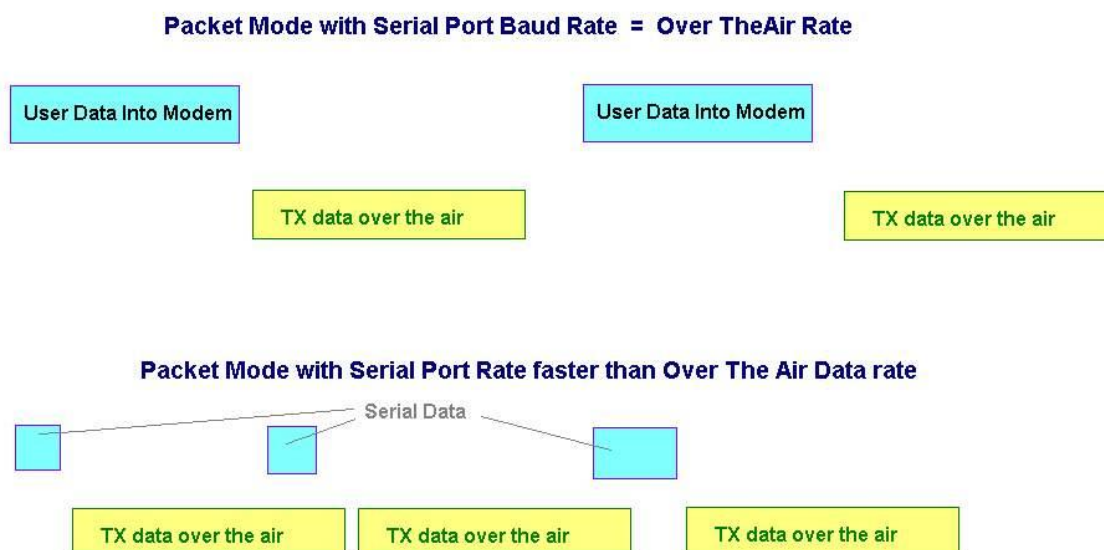 Packet Mode with Serial Port Baud Rate = Over TheAir Rate
User Data Into Modem
User Data Into Modem
TX data over the air
TX data over the air
Packet Mode with Serial Port Rate faster than Over The Air Data rate
Serial Data
TX data over the air
TX data over the air
TX data over the air